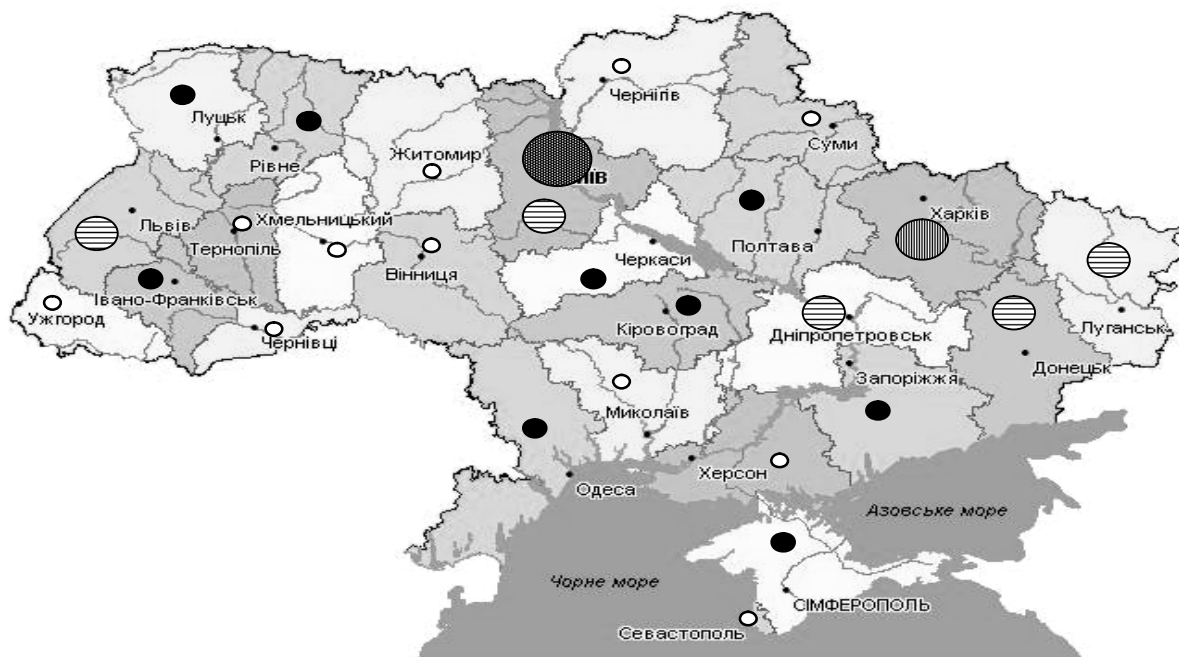 Чернігів
Луцьк
Суми
Житомир
Рівне
ИЇВ
Харків
Львів
Хмельницький
Тернопіль
Полтава
Черкаси
Вінниця
Івано-Франківськ
Ужгород
Чернівці
Кіровоград
Дніпропетровськ
Луганськ
Донецьк
Запоріжжя
Миколаїв
Херсон
Одеса
Азовське море
Чорне море
СІМФЕРОПОЛЬ
Севастополь